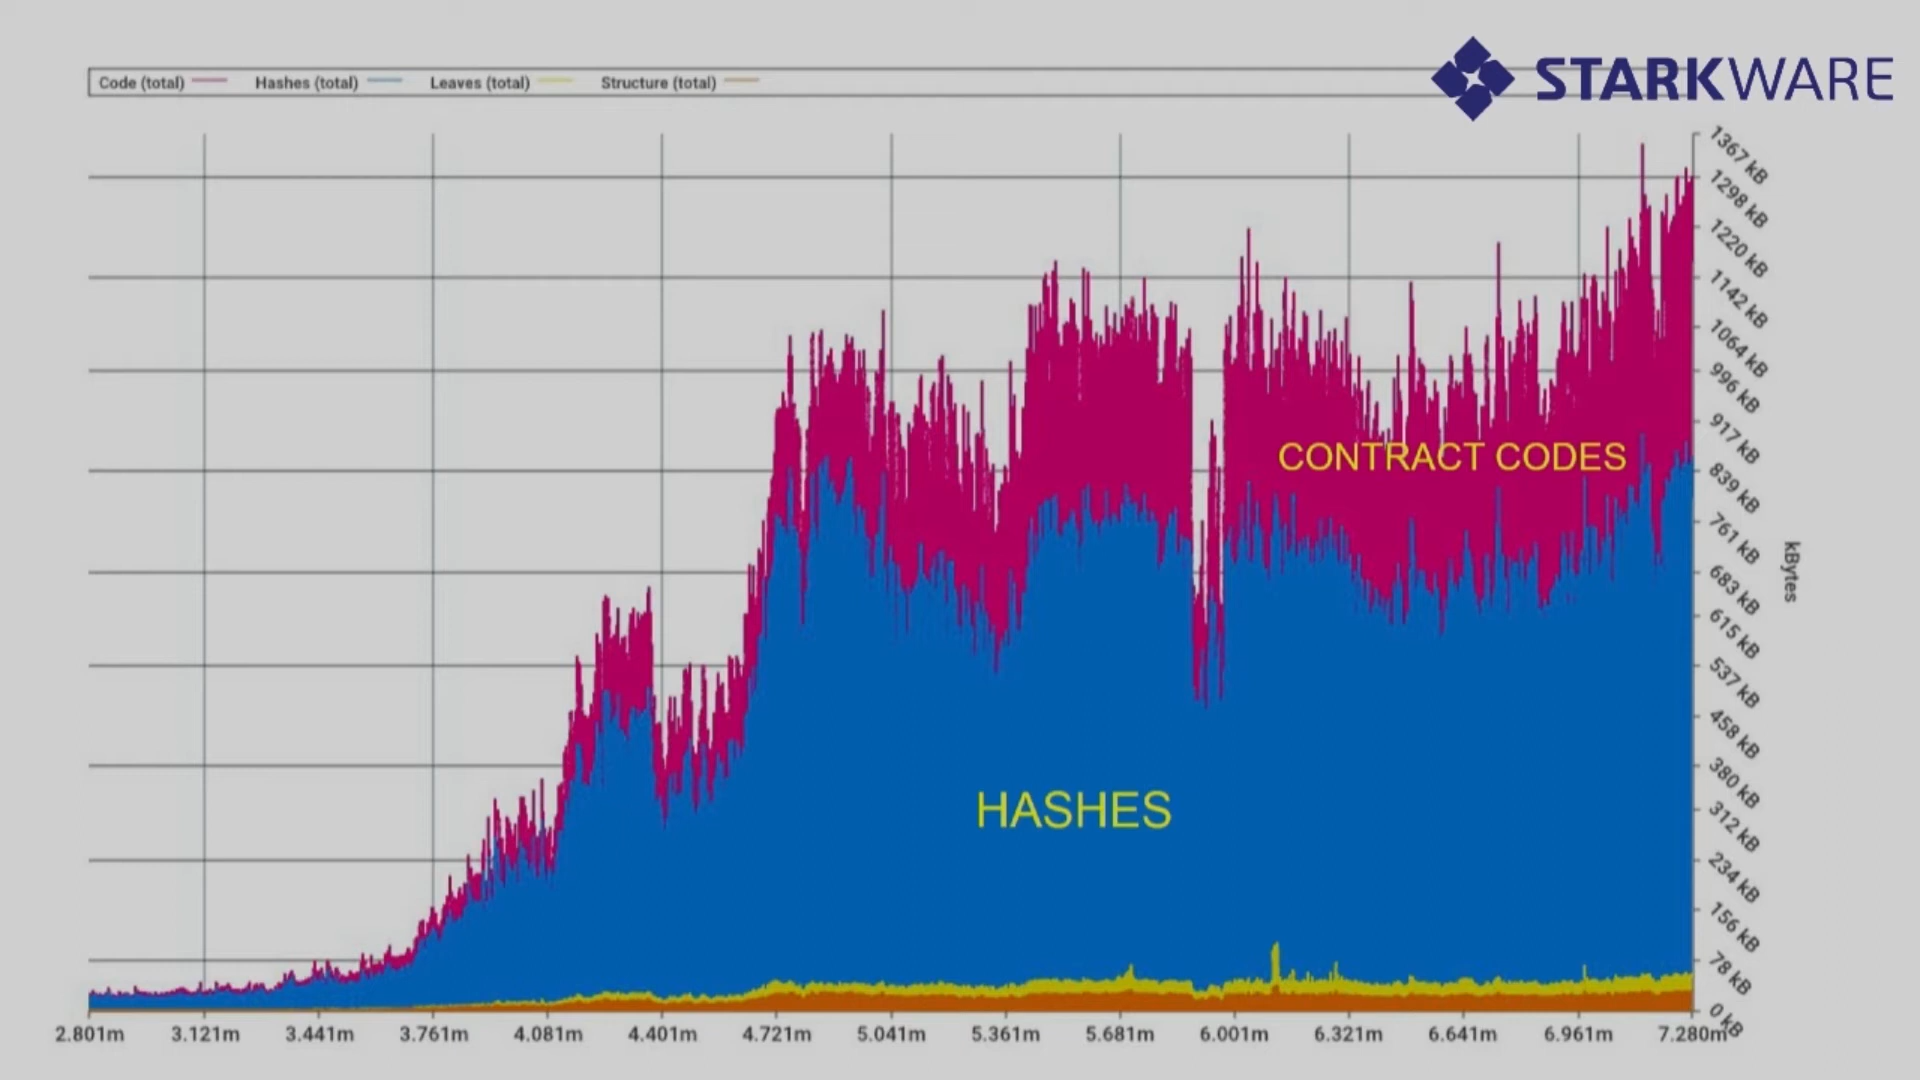 STARKWARE
Code (total) Hashes (total) Leaves (total) Structure (total)
1367 kB
1298 kB
1220 kB
1142 kB
1064 kB
996 kB
917 kB
839 kB
761 kB
683 kB
615 kB
537 kB
458 kB
380 kB
312 kB
234 kB
156 kB
78 kB
0 kB
kBytes
CONTRACT CODES
HASHES
2.801m 3.121m 3.441m 3.761m 4.081m 4.401m 4.721m 5.041m 5.361m 5.681m 6.001m 6.321m 6.641m 6.961m 7.280m